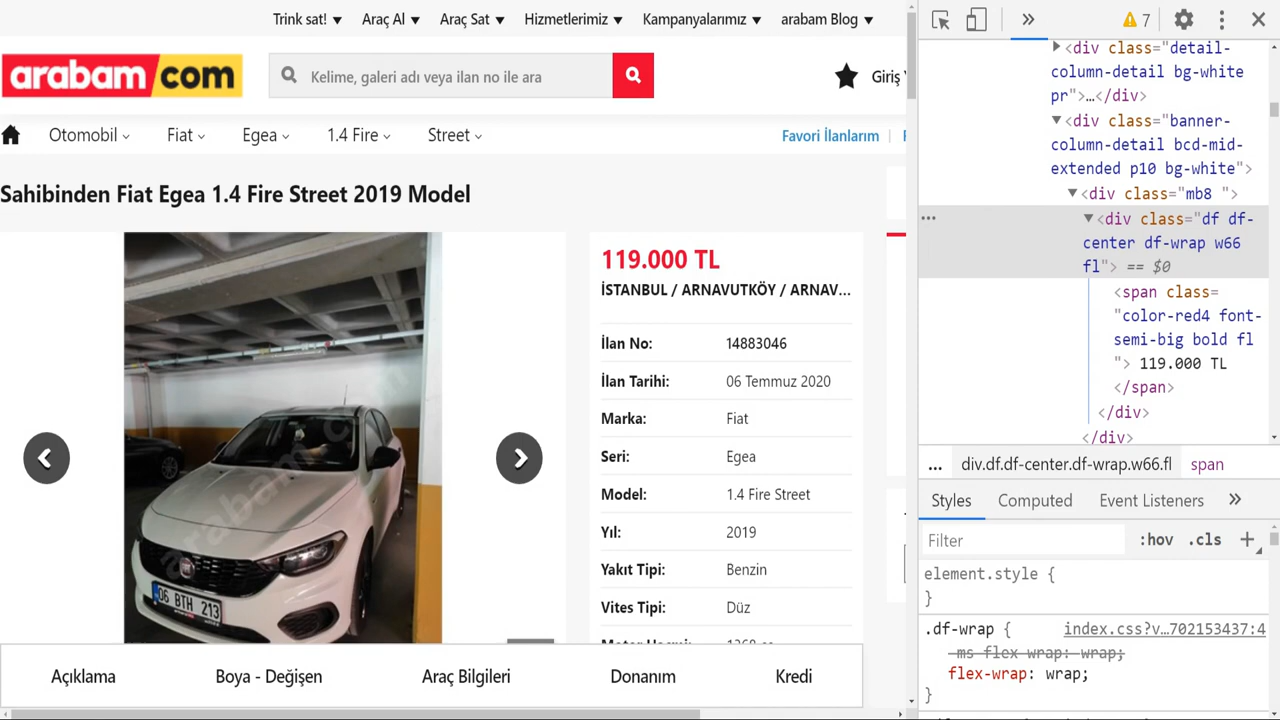 Trink sat! ▼ Araç Al ▼ Araç Sat ▼ Hizmetlerimiz ▼ Kampanyalarımız ▼ arabam Blog ▼
arabam com
Kelime, galeri adı veya ilan no ile ara
Giriş
Otomobil Fiat Egea 1.4 Fire Street
Favori İlanlarım
Sahibinden Fiat Egea 1.4 Fire Street 2019 Model
119.000 TL
İSTANBUL / ARNAVUTKÖY / ARNAV...
İlan No: 14883046
İlan Tarihi: 06 Temmuz 2020
Marka: Fiat
Seri: Egea
Model: 1.4 Fire Street
Yıl: 2019
Yakıt Tipi: Benzin
Vites Tipi: Düz
arabam.c
06 BTH 213
Açıklama Boya - Değişen Araç Bilgileri Donanım Kredi
7
<div class="detail-
column-detail bg-white
pr">…</div>
<div class="banner-
column-detail bcd-mid-
extended p10 bg-white">
<div class="mb8 ">
<div class="df df-
center df-wrap w66
fl"> == $0
<span class=
"color-red4 font-
semi-big bold fl
"> 119.000 TL
</span>
</div>
</div>
... div.df.df-center.df-wrap.w66.fl span
Styles Computed Event Listeners
Filter :hov .cls +
element.style {
}
.df-wrap { index.css?v…702153437:4
-ms-flex-wrap: wrap;
flex-wrap: wrap;
}